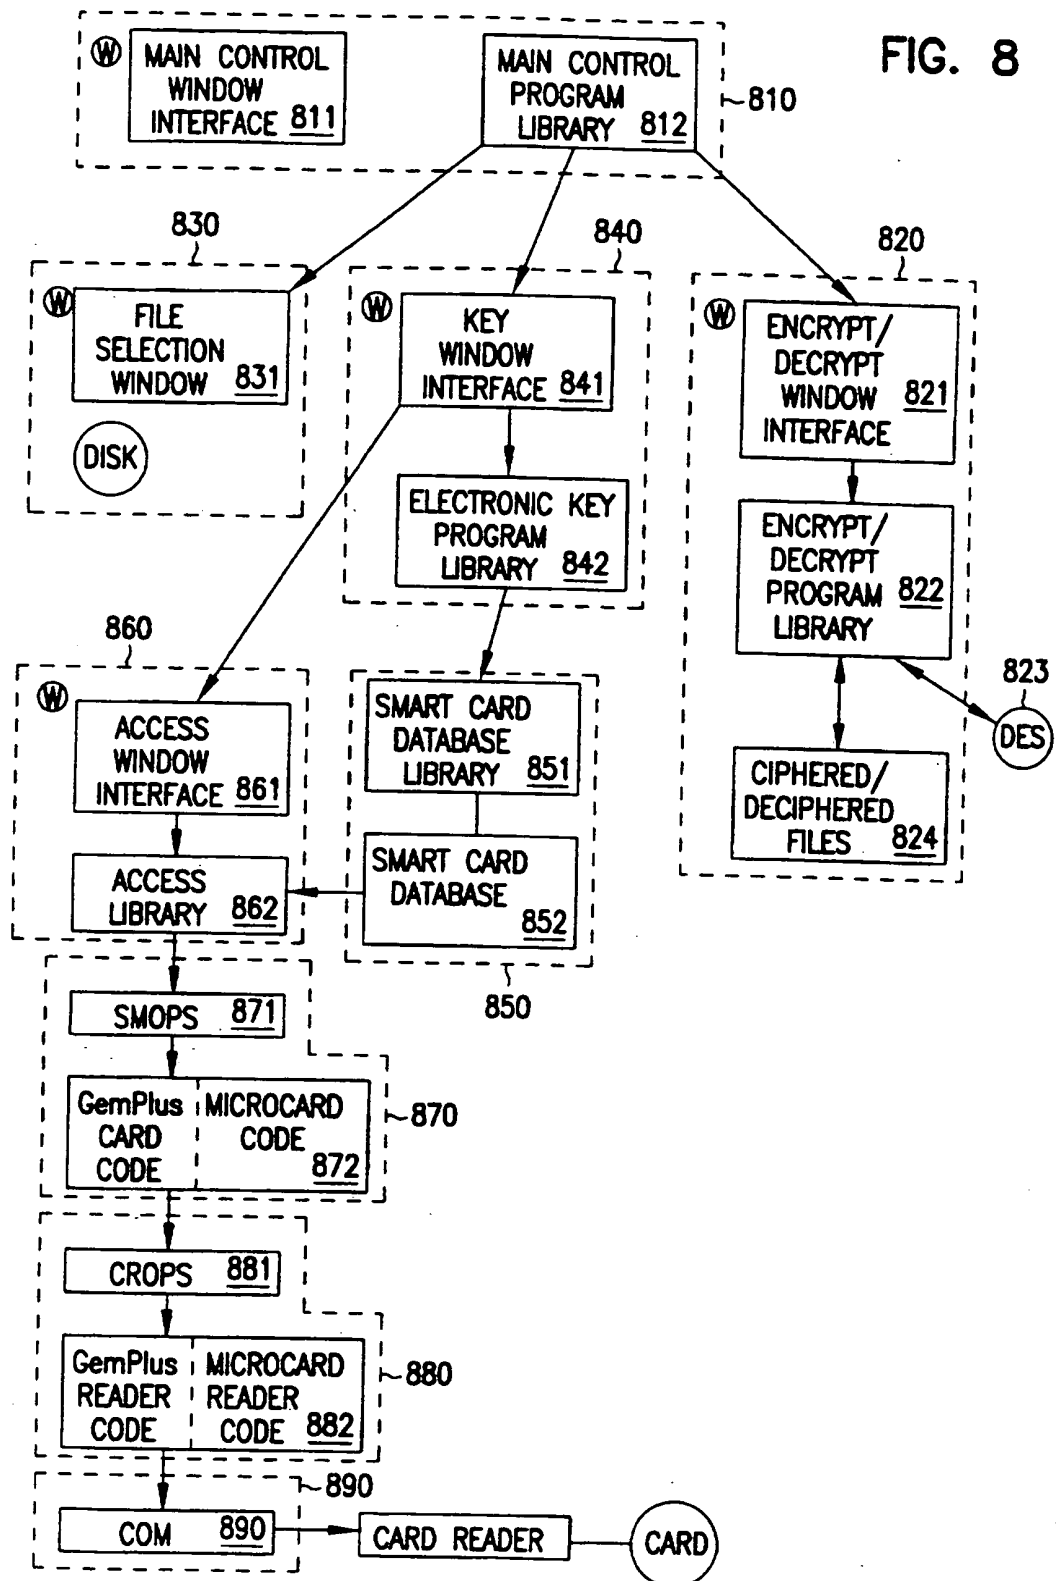 FIG. 8
W
MAIN CONTROL
WINDOW
INTERFACE 811
MAIN CONTROL
PROGRAM
LIBRARY 812
810
830
W
FILE
SELECTION
WINDOW 831
DISK
840
W
KEY
WINDOW
INTERFACE 841
ELECTRONIC KEY
PROGRAM
LIBRARY 842
820
W
ENCRYPT/
DECRYPT
WINDOW 821
INTERFACE
ENCRYPT/
DECRYPT
PROGRAM 822
LIBRARY
823
DES
CIPHERED/
DECIPHERED
FILES 824
860
W
ACCESS
WINDOW
INTERFACE 861
ACCESS
LIBRARY 862
SMART CARD
DATABASE
LIBRARY 851
SMART CARD
DATABASE
852
850
SMOPS 871
GemPlus
CARD
CODE
MICROCARD
CODE
872
870
CROPS 881
GemPlus
READER
CODE
MICROCARD
READER
CODE 882
880
890
COM 890
CARD READER
CARD